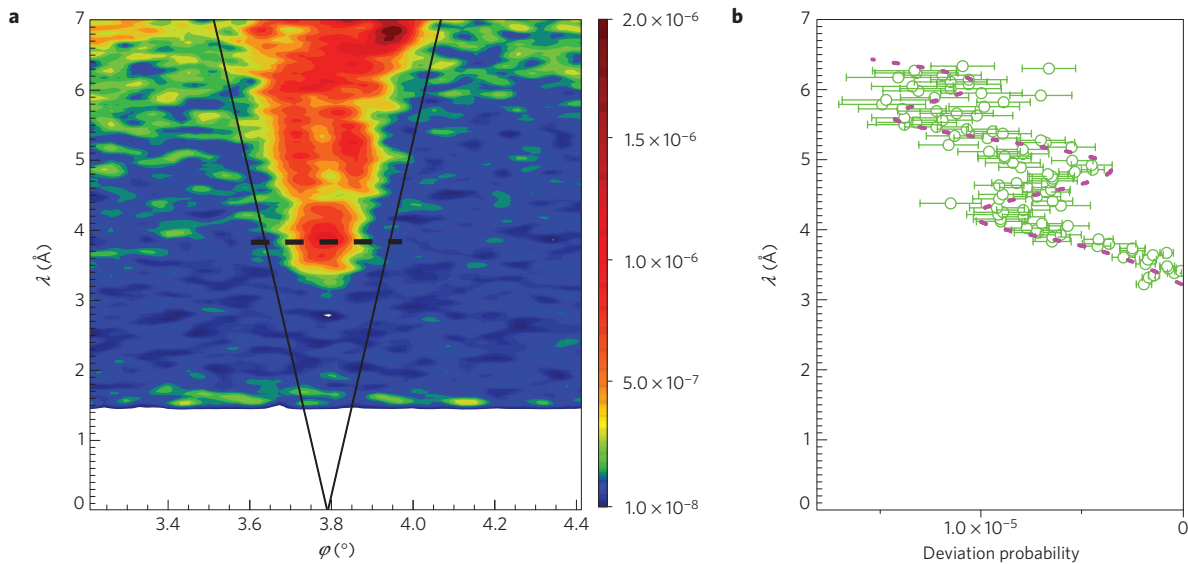 a
7
6
5
4
3
2
1
0
λ (Å)
3.4
3.6
3.8
4.0
4.2
4.4
φ (°)
2.0 × 10−6
1.5 × 10−6
1.0 × 10−6
5.0 × 10−7
1.0 × 10−8
b
7
6
5
4
3
2
1
0
λ (Å)
1.0 × 10−5
0
Deviation probability